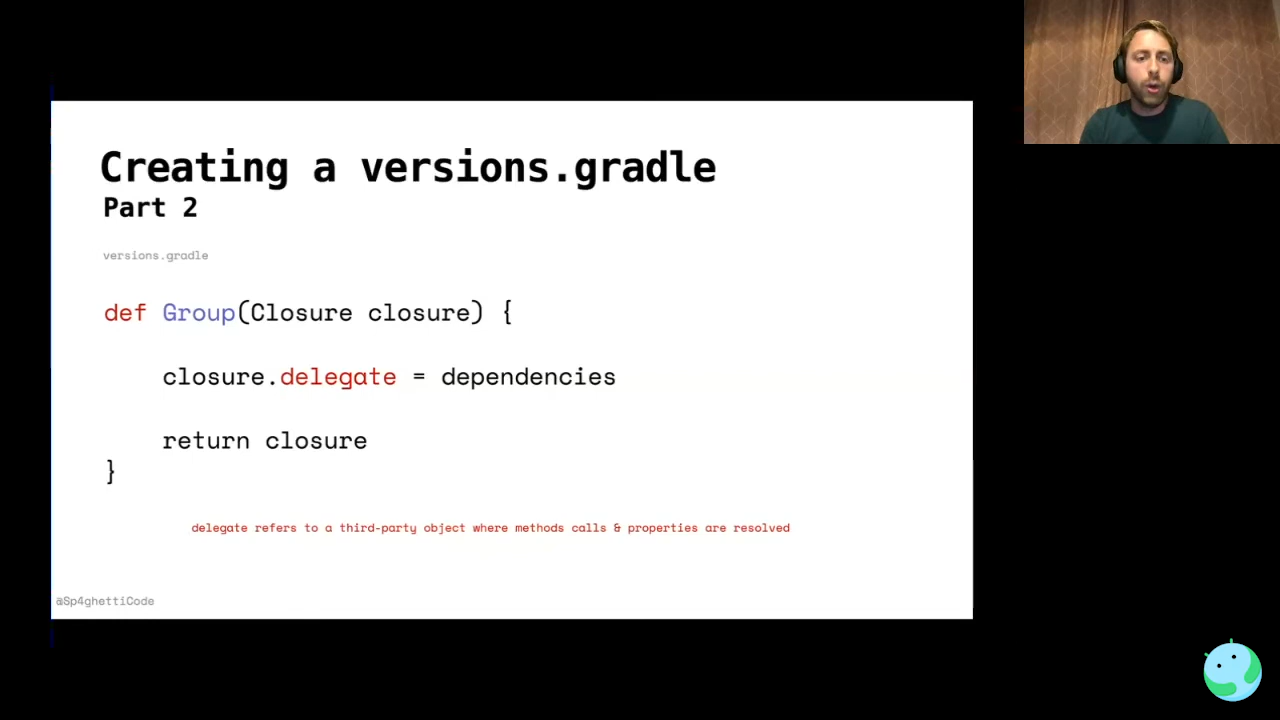 Creating a versions.gradle
Part 2
versions.gradle
def Group(Closure closure) {
closure.delegate = dependencies
return closure
}
delegate refers to a third-party object where methods calls & properties are resolved
@Sp4ghettiCode